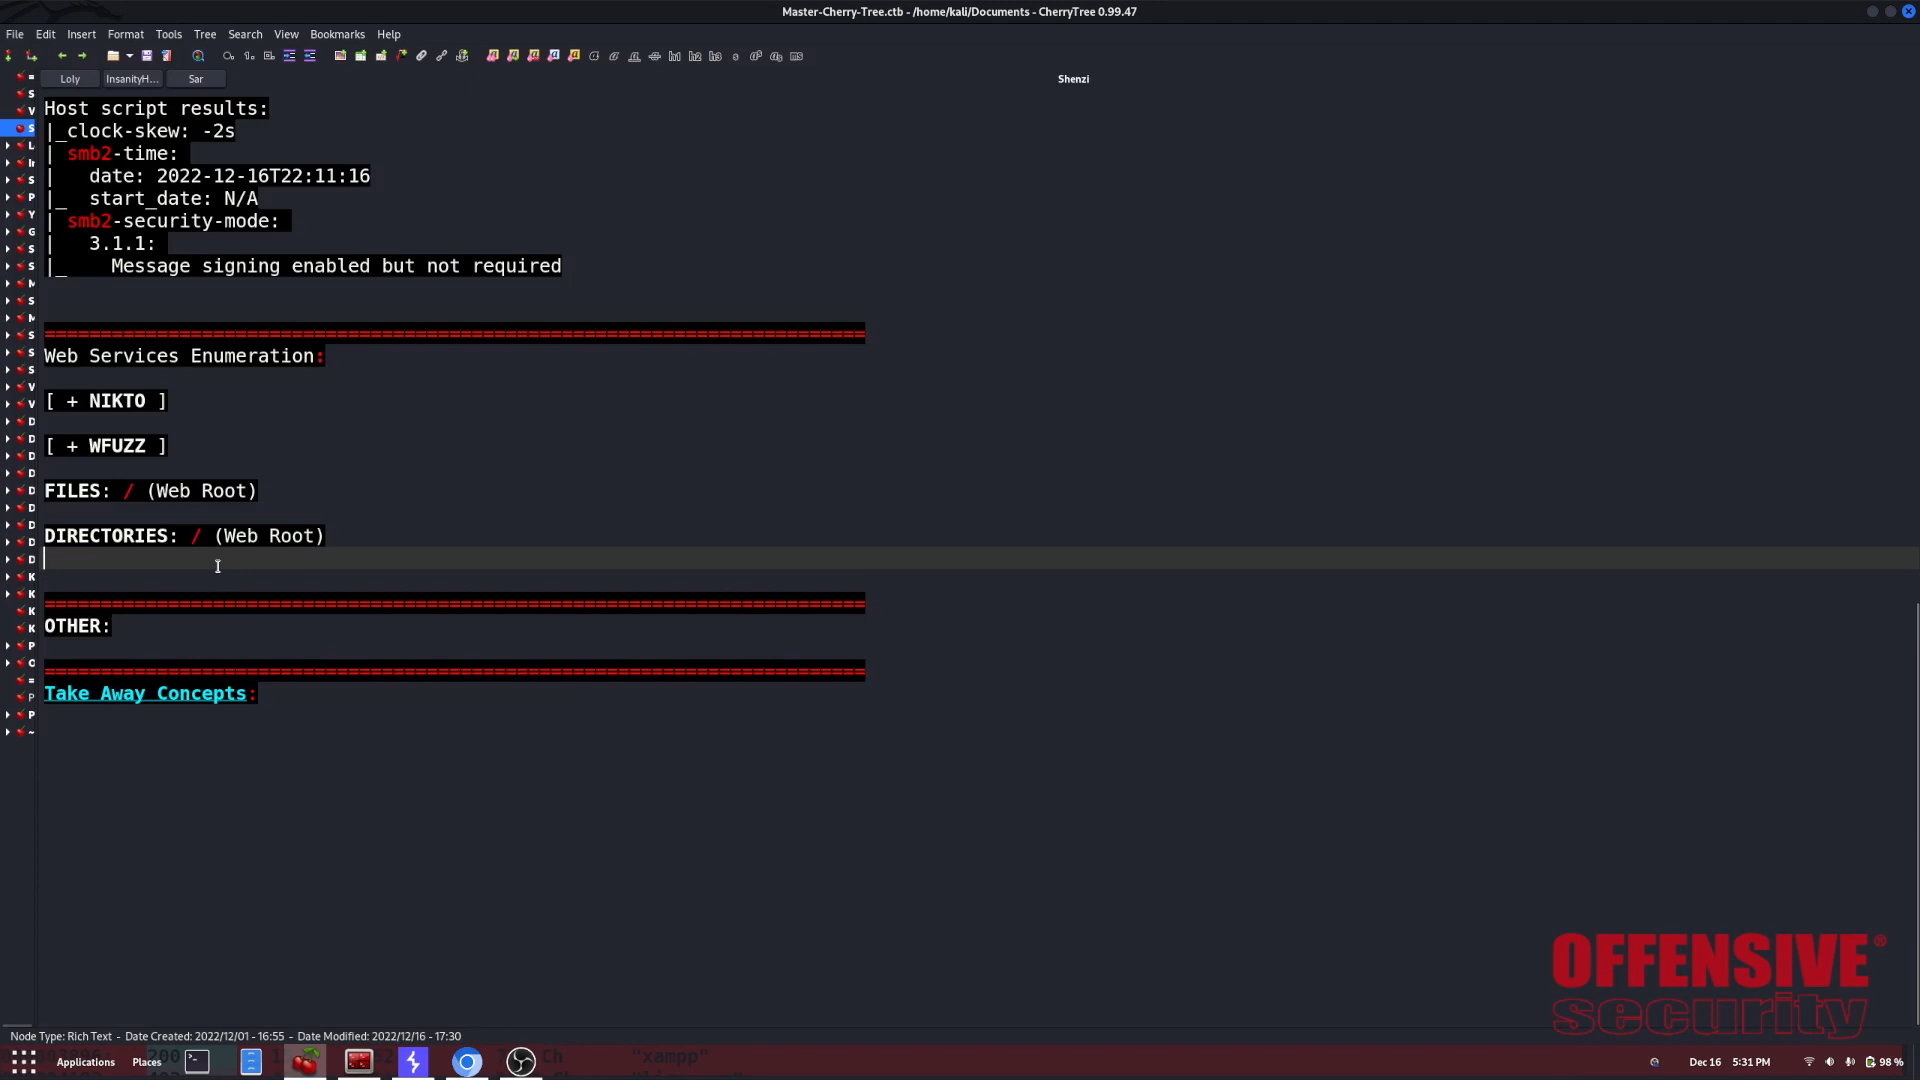 Master-Cherry-Tree.ctb - /home/kali/Documents - CherryTree 0.99.47
File Edit Insert Format Tools Tree Search View Bookmarks Help
Loly InsanityH... Sar Shenzi
Host script results:
|_clock-skew: -2s
| smb2-time:
|   date: 2022-12-16T22:11:16
|_  start_date: N/A
| smb2-security-mode:
|   3.1.1:
|_    Message signing enabled but not required
=========================================================================
Web Services Enumeration:
[ + NIKTO ]
[ + WFUZZ ]
FILES: / (Web Root)
DIRECTORIES: / (Web Root)
=========================================================================
OTHER:
=========================================================================
Take Away Concepts:
OFFENSIVE®
security
Node Type: Rich Text - Date Created: 2022/12/01 - 16:55 - Date Modified: 2022/12/16 - 17:30
Applications Places 200 Ch "xampp" Dec 16 5:31 PM 98 %